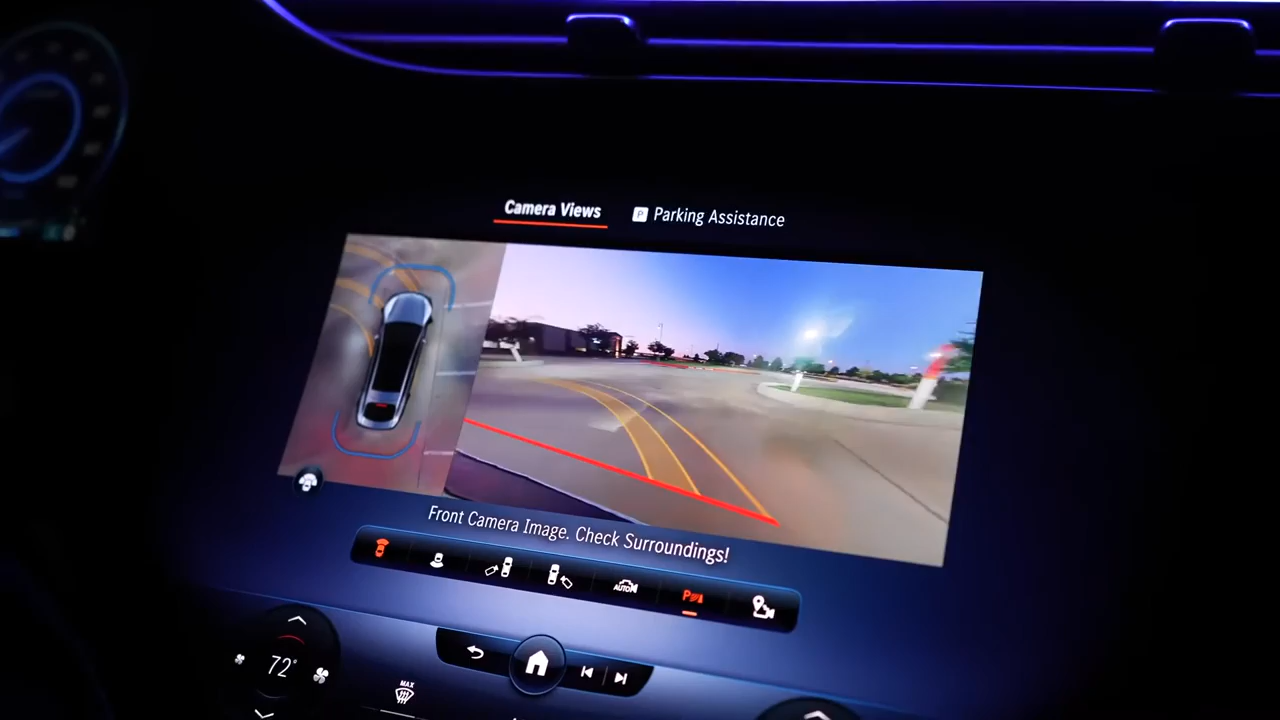 Camera Views
P Parking Assistance
Front Camera Image. Check Surroundings!
AUTO
P
72°
MAX